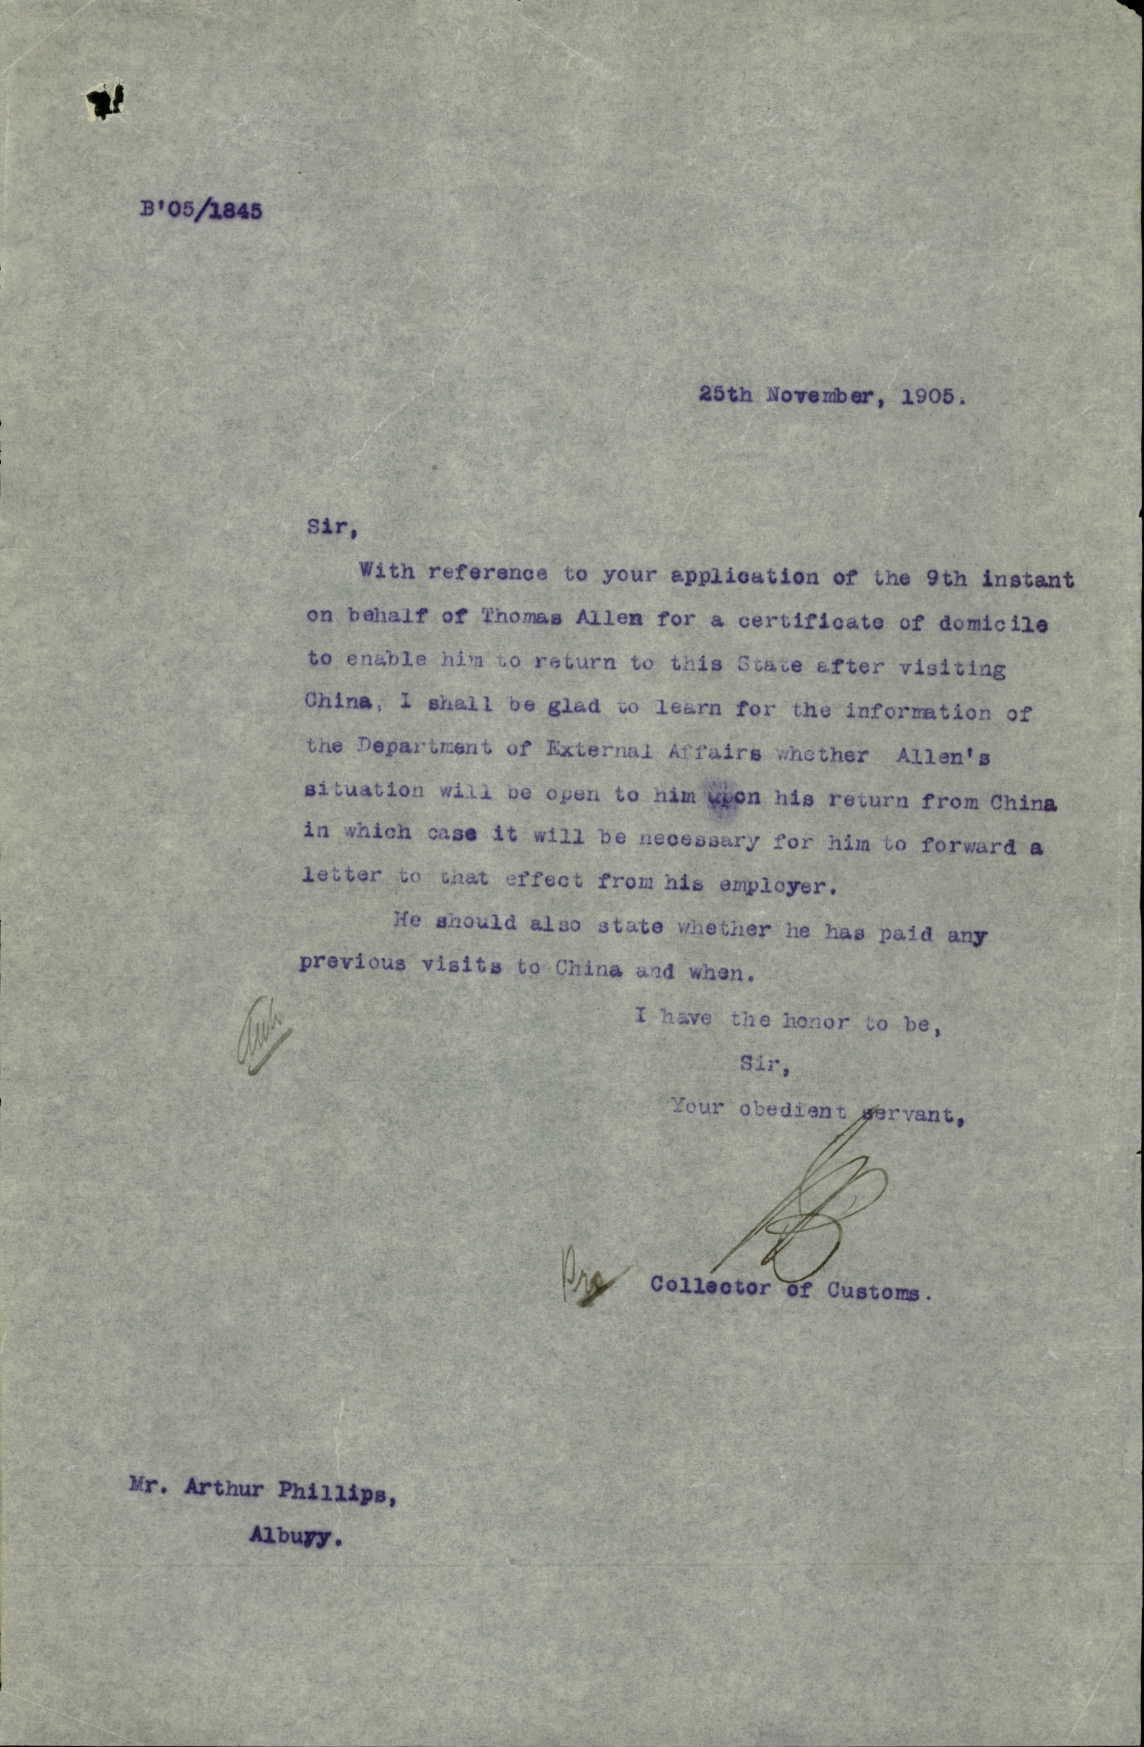 B'05/1845
25th November, 1905.
Sir,
With reference to your application of the 9th instant
on behalf of Thomas Allen for a certificate of domicile
to enable him to return to this State after visiting
China, I shall be glad to learn for the information of
the Department of External Affairs whether Allen's
situation will be open to him upon his return from China
in which case it will be necessary for him to forward a
letter to that effect from his employer.
He should also state whether he has paid any
previous visits to China and when.
I have the honor to be,
Sir,
Your obedient servant,
Pro Collector of Customs.
Mr. Arthur Phillips,
Albuyy.